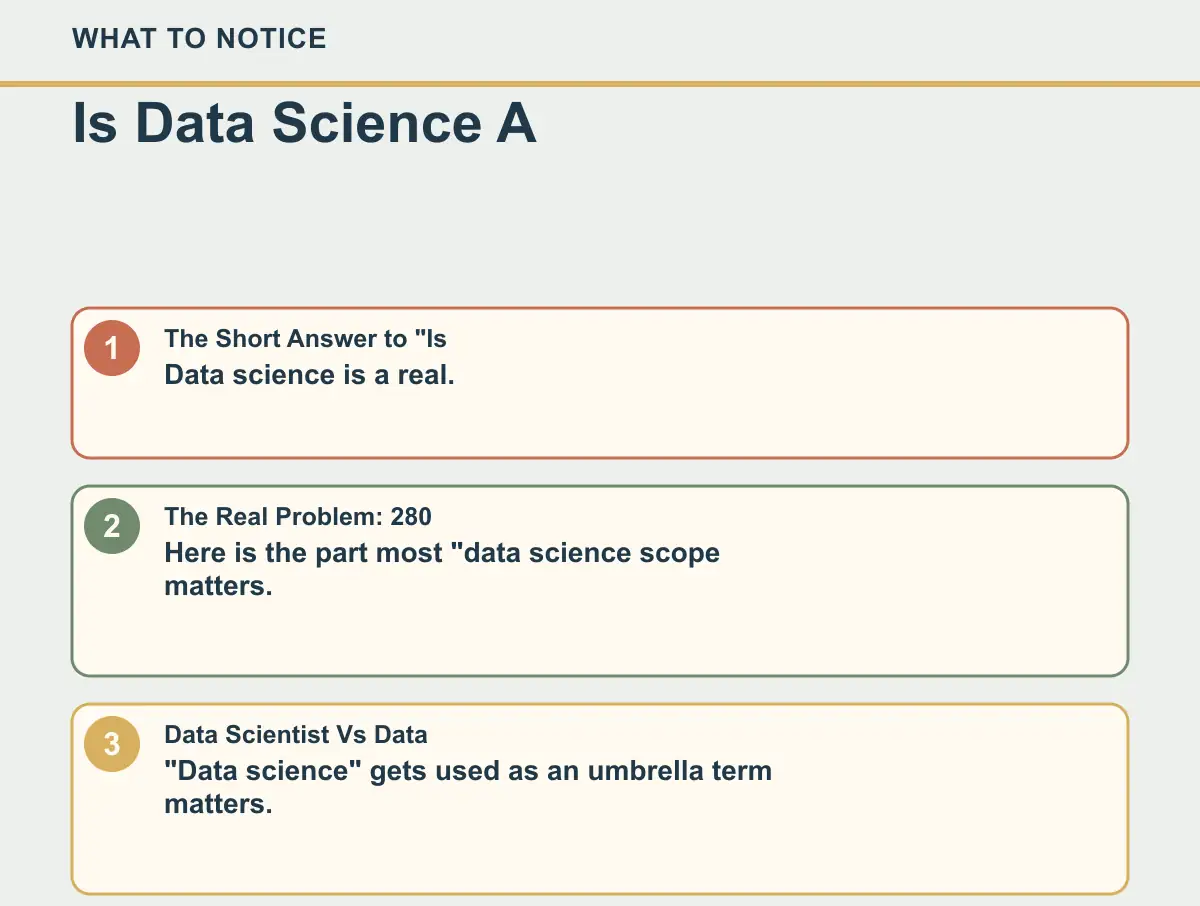 WHAT TO NOTICE
Is Data Science A
1
The Short Answer to "Is
Data science is a real.
2
The Real Problem: 280
Here is the part most "data science scope
matters.
3
Data Scientist Vs Data
"Data science" gets used as an umbrella term
matters.